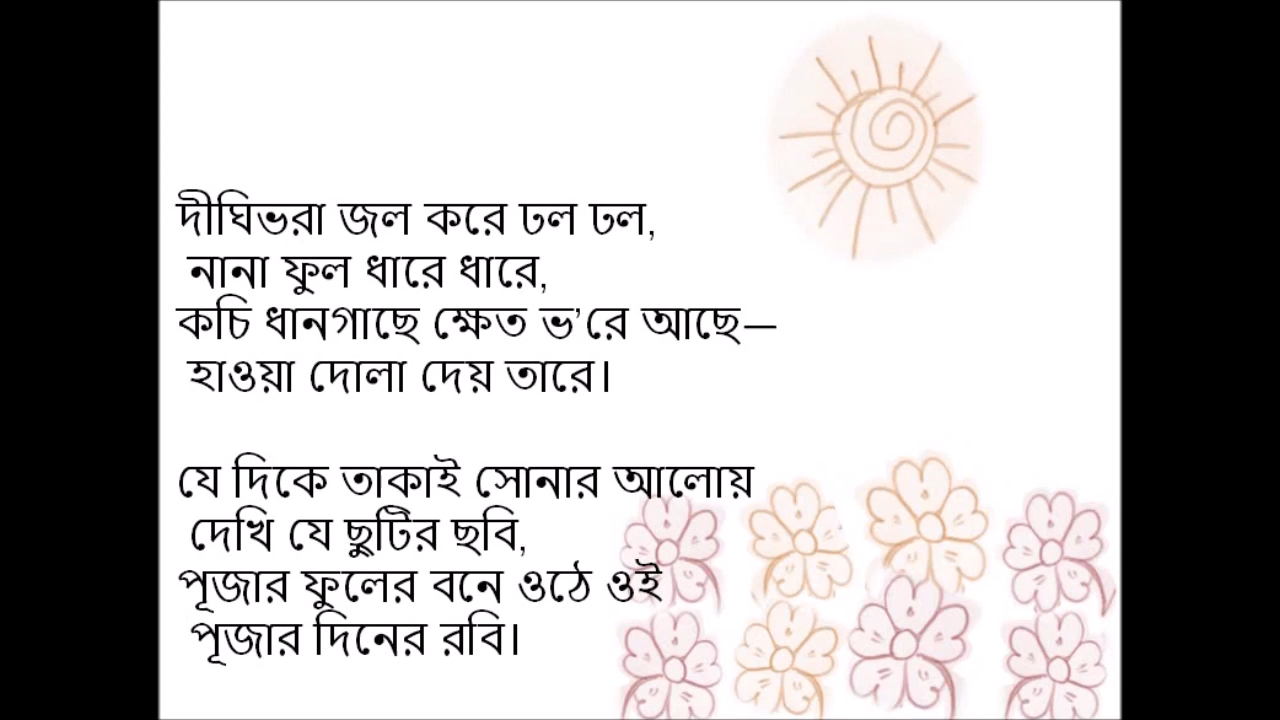 দীঘিভরা জল করে ঢল ঢল,
নানা ফুল ধারে ধারে,
কচি ধানগাছে ক্ষেত ভ'রে আছে—
হাওয়া দোলা দেয় তারে।
যে দিকে তাকাই সোনার আলোয়
দেখি যে ছুটির ছবি,
পূজার ফুলের বনে ওঠে ওই
পূজার দিনের রবি।